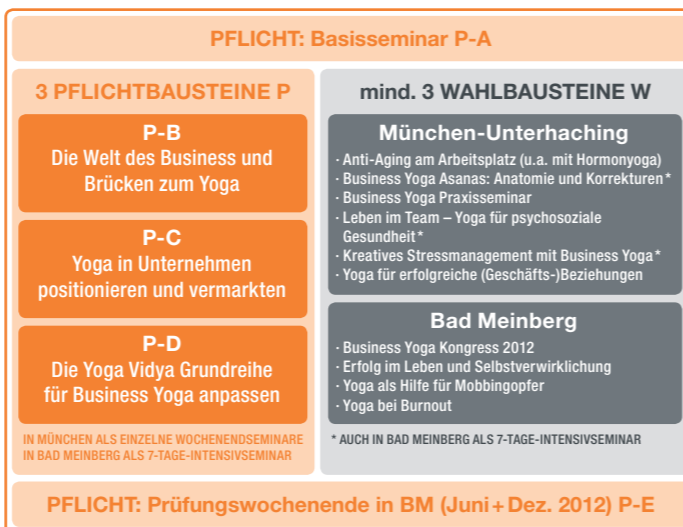 PFLICHT: Basisseminar P-A
3 PFLICHTBAUSTEINE P
P-B
Die Welt des Business und
Brücken zum Yoga
P-C
Yoga in Unternehmen
positionieren und vermarkten
P-D
Die Yoga Vidya Grundreihe
für Business Yoga anpassen
IN MÜNCHEN ALS EINZELNE WOCHENENDSEMINARE
IN BAD MEINBERG ALS 7-TAGE-INTENSIVSEMINAR
mind. 3 WAHLBAUSTEINE W
München-Unterhaching
· Anti-Aging am Arbeitsplatz (u.a. mit Hormonyoga)
· Business Yoga Asanas: Anatomie und Korrekturen*
· Business Yoga Praxisseminar
· Leben im Team – Yoga für psychosoziale
Gesundheit*
· Kreatives Stressmanagement mit Business Yoga*
· Yoga für erfolgreiche (Geschäfts-)Beziehungen
Bad Meinberg
· Business Yoga Kongress 2012
· Erfolg im Leben und Selbstverwirklichung
· Yoga als Hilfe für Mobbingopfer
· Yoga bei Burnout
* AUCH IN BAD MEINBERG ALS 7-TAGE-INTENSIVSEMINAR
PFLICHT: Prüfungswochenende in BM (Juni+Dez. 2012) P-E